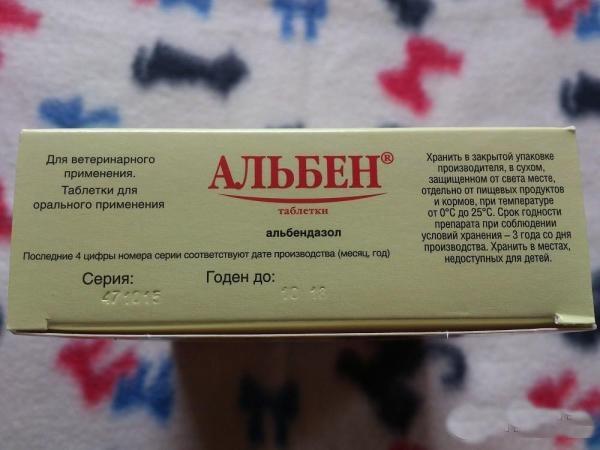 Для ветеринарного
применения.
Таблетки для
орального применения
АЛЬБЕН®
таблетки
альбендазол
Хранить в закрытой упаковке
производителя, в сухом,
защищенном от света месте,
отдельно от пищевых продуктов
и кормов, при температуре
от 0°С до 25°С. Срок годности
препарата при соблюдении
условий хранения – 3 года со дня
производства. Хранить в местах,
недоступных для детей.
Последние 4 цифры номера серии соответствуют дате производства (месяц, год)
Серия:
471015
Годен до:
10 18